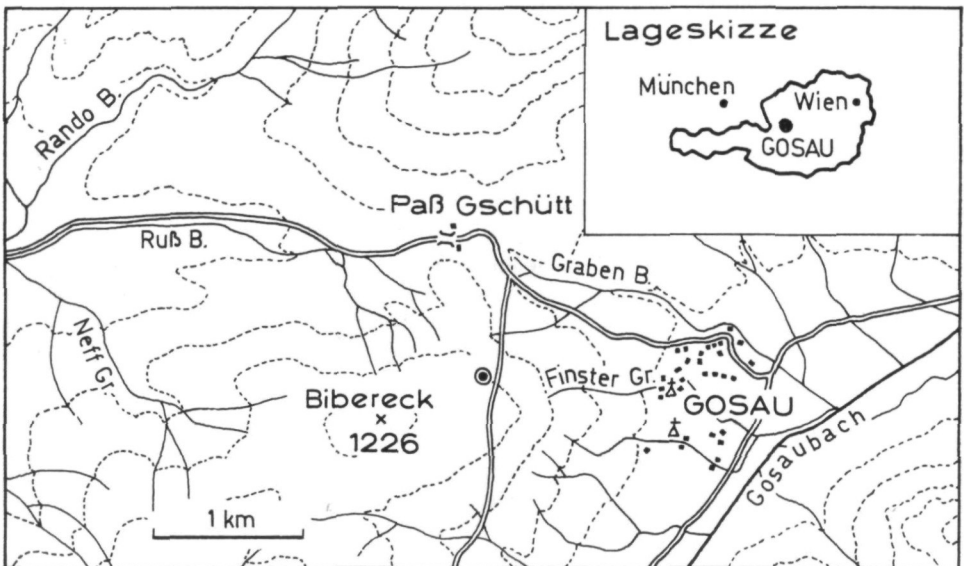 Lageskizze
München
Wien
GOSAU
Rando B.
Paß Gschütt
Ruß B.
Graben B.
Neff Gr.
Finster Gr.
Bibereck
1226
GOSAU
Gosaubach
1 km